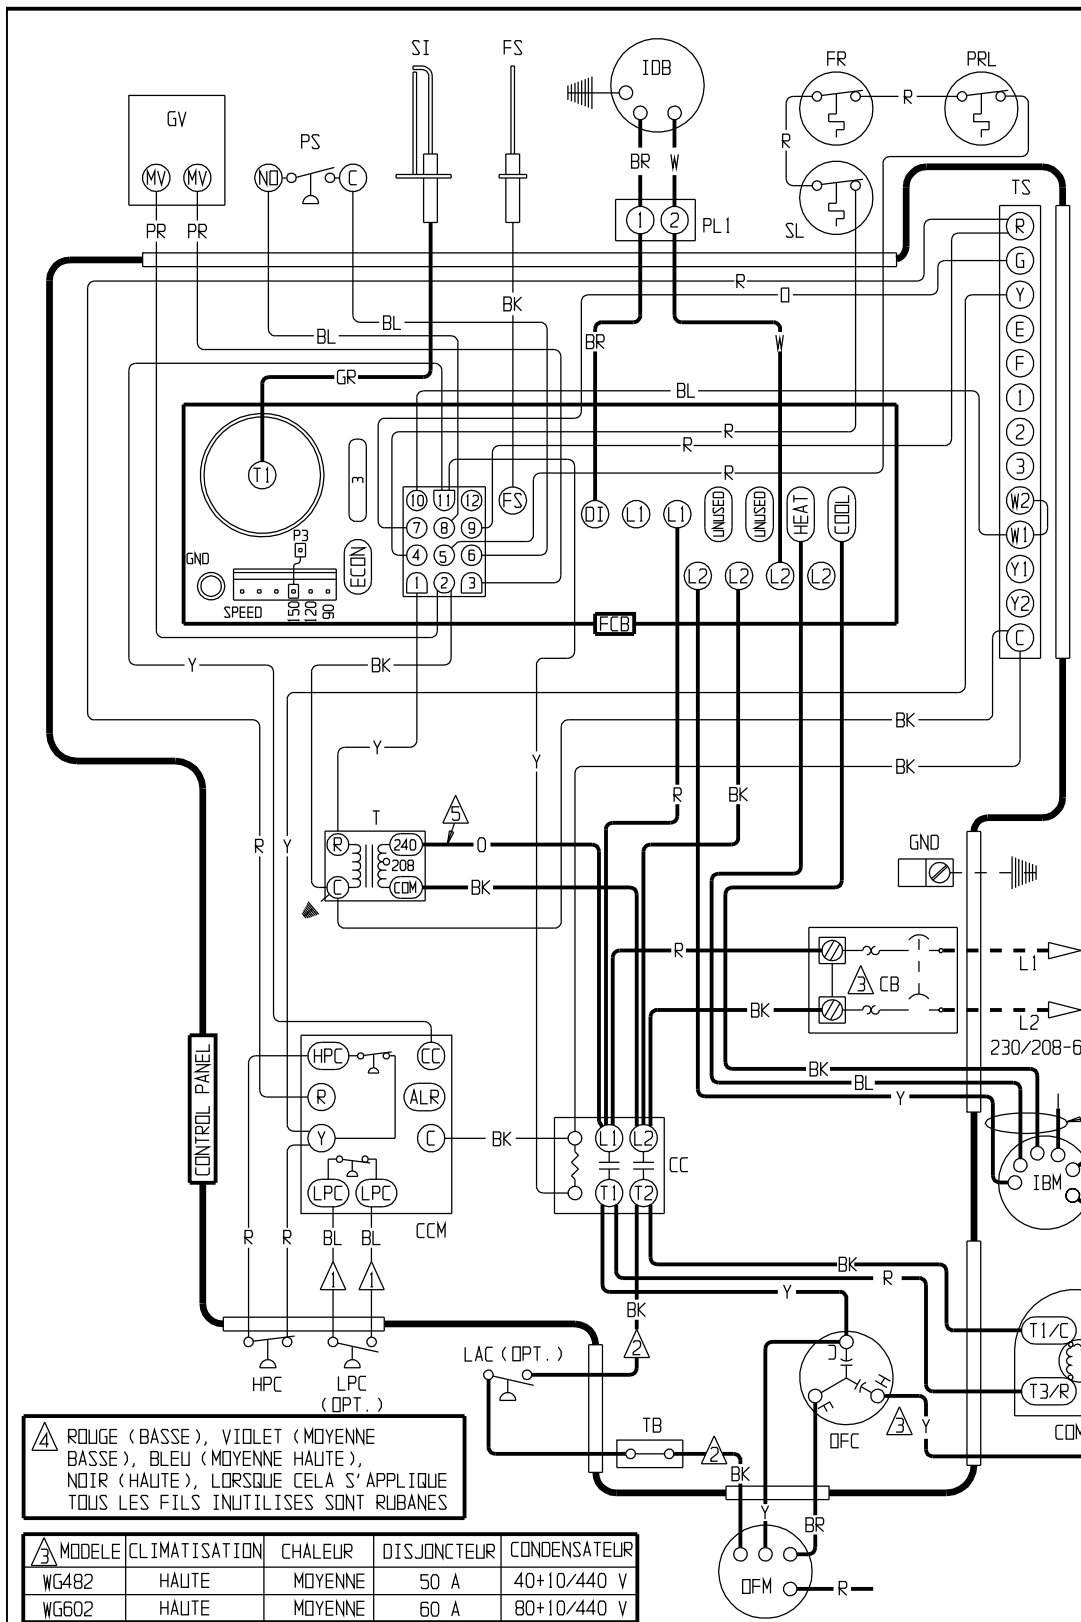 SI
FS
IDB
FR
PRL
R
GV
PS
R
MV
MV
NO
C
BR
W
TS
PR
PR
1
2
PL1
SL
R
G
R
BK
O
Y
BL
BL
BR
W
E
F
GR
BL
1
R
2
R
T1
3
R
3
10
11
12
FS
DI
L1
L1
UNUSED
UNUSED
HEAT
COOL
W2
7
8
9
P3
W1
4
5
6
GND
ECON
1
2
3
L2
L2
L2
L2
Y1
SPEED
150
120
90
Y2
FCB
C
Y
BK
BK
Y
Y
BK
R
BK
T
5
R
Y
R
240
O
GND
208
C
COM
BK
R
L1
3
CB
BK
L2
230/208-6
CONTROL PANEL
HPC
CC
BK
BL
R
ALR
Y
Y
C
BK
L1
L2
CC
IBM
LPC
LPC
T1
T2
CCM
R
R
BL
BL
BK
R
1
1
Y
BK
T1/C
2
LAC (OPT.)
J
HPC
LPC
(OPT.)
H
T3/R
F
3
Y
TB
OFC
COM
2
BK
4 ROUGE (BASSE), VIOLET (MOYENNE
BASSE), BLEU (MOYENNE HAUTE),
NOIR (HAUTE), LORSQUE CELA S'APPLIQUE
TOUS LES FILS INUTILISES SONT RUBANES
Y
BR
3 MODELE CLIMATISATION CHALEUR DISJONCTEUR CONDENSATEUR
WG482 HAUTE MOYENNE 50 A 40+10/440 V
WG602 HAUTE MOYENNE 60 A 80+10/440 V
OFM
R